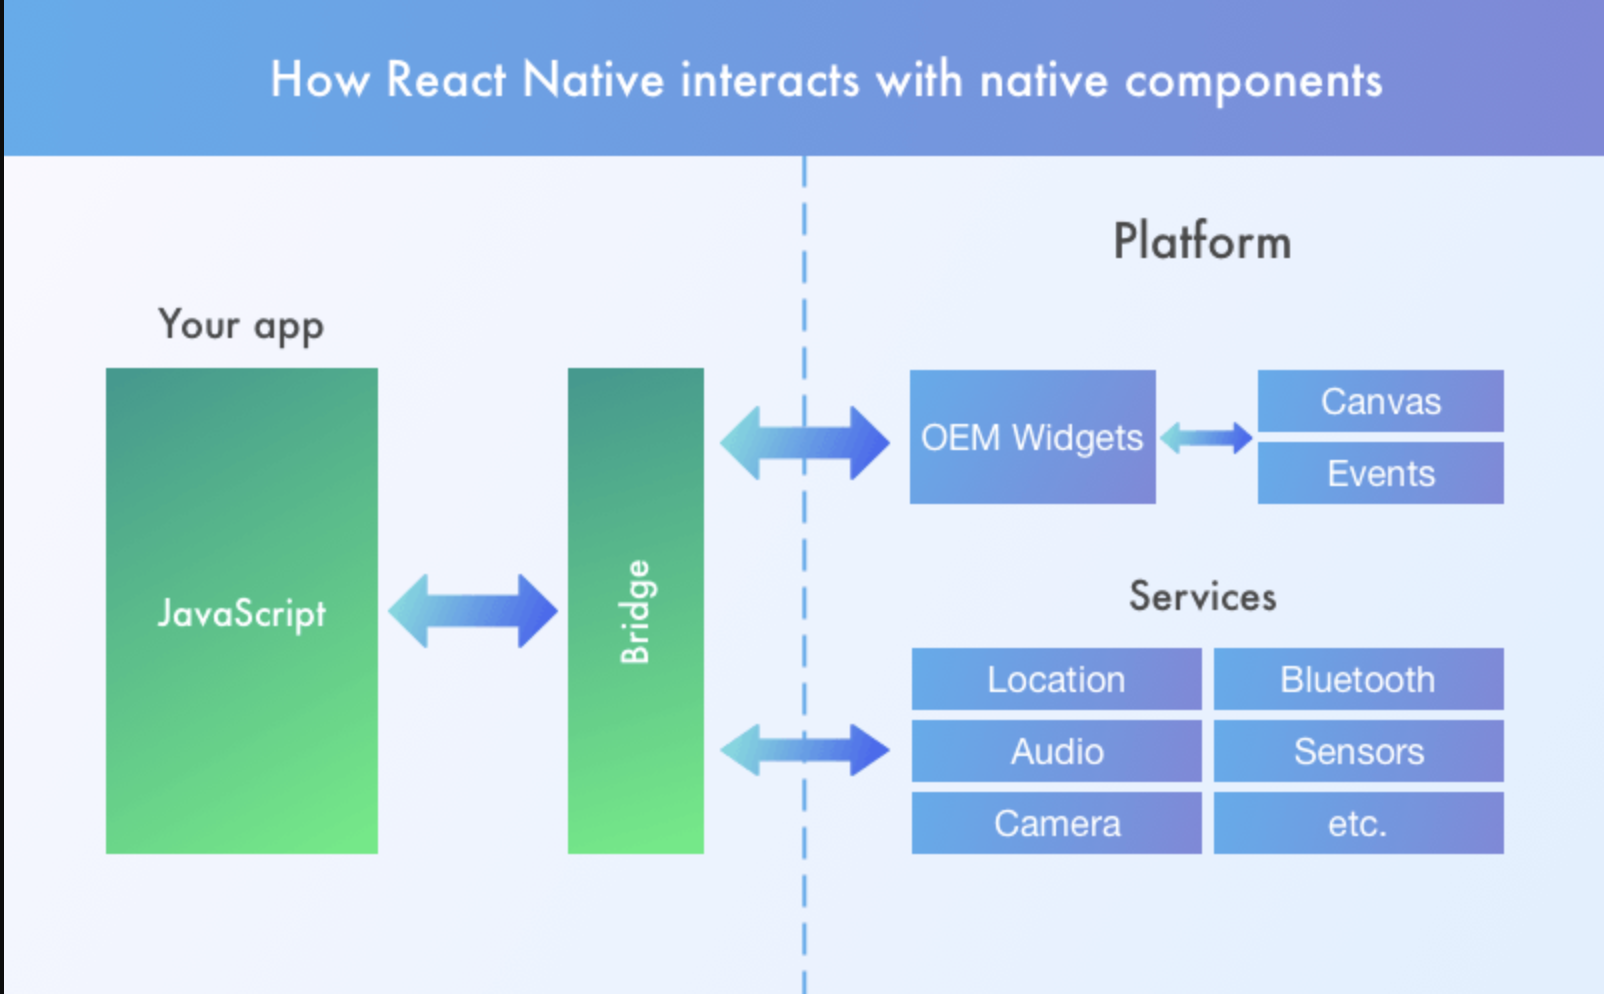 How React Native interacts with native components
Your app
JavaScript
Bridge
Platform
OEM Widgets
Canvas
Events
Services
Location
Bluetooth
Audio
Sensors
Camera
etc.